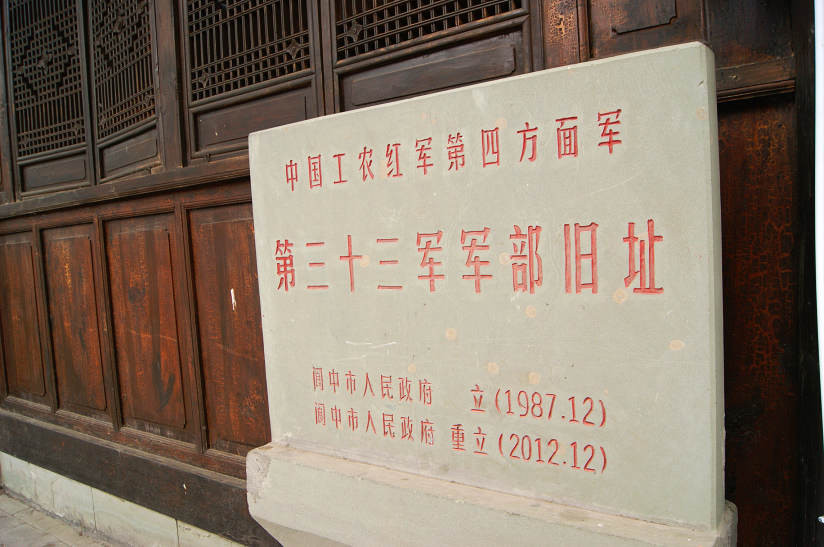 中国工农红军第四方面军
第三十三军军部旧址
阆中市人民政府 立(1987.12)
阆中市人民政府 重立(2012.12)